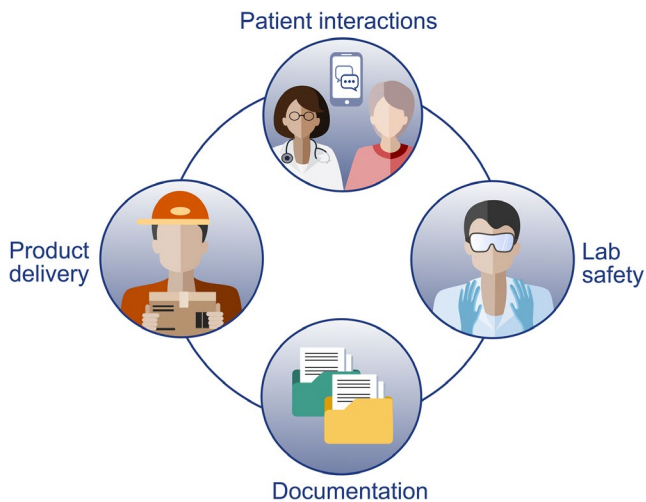 Patient interactions
Product
delivery
Lab
safety
Documentation